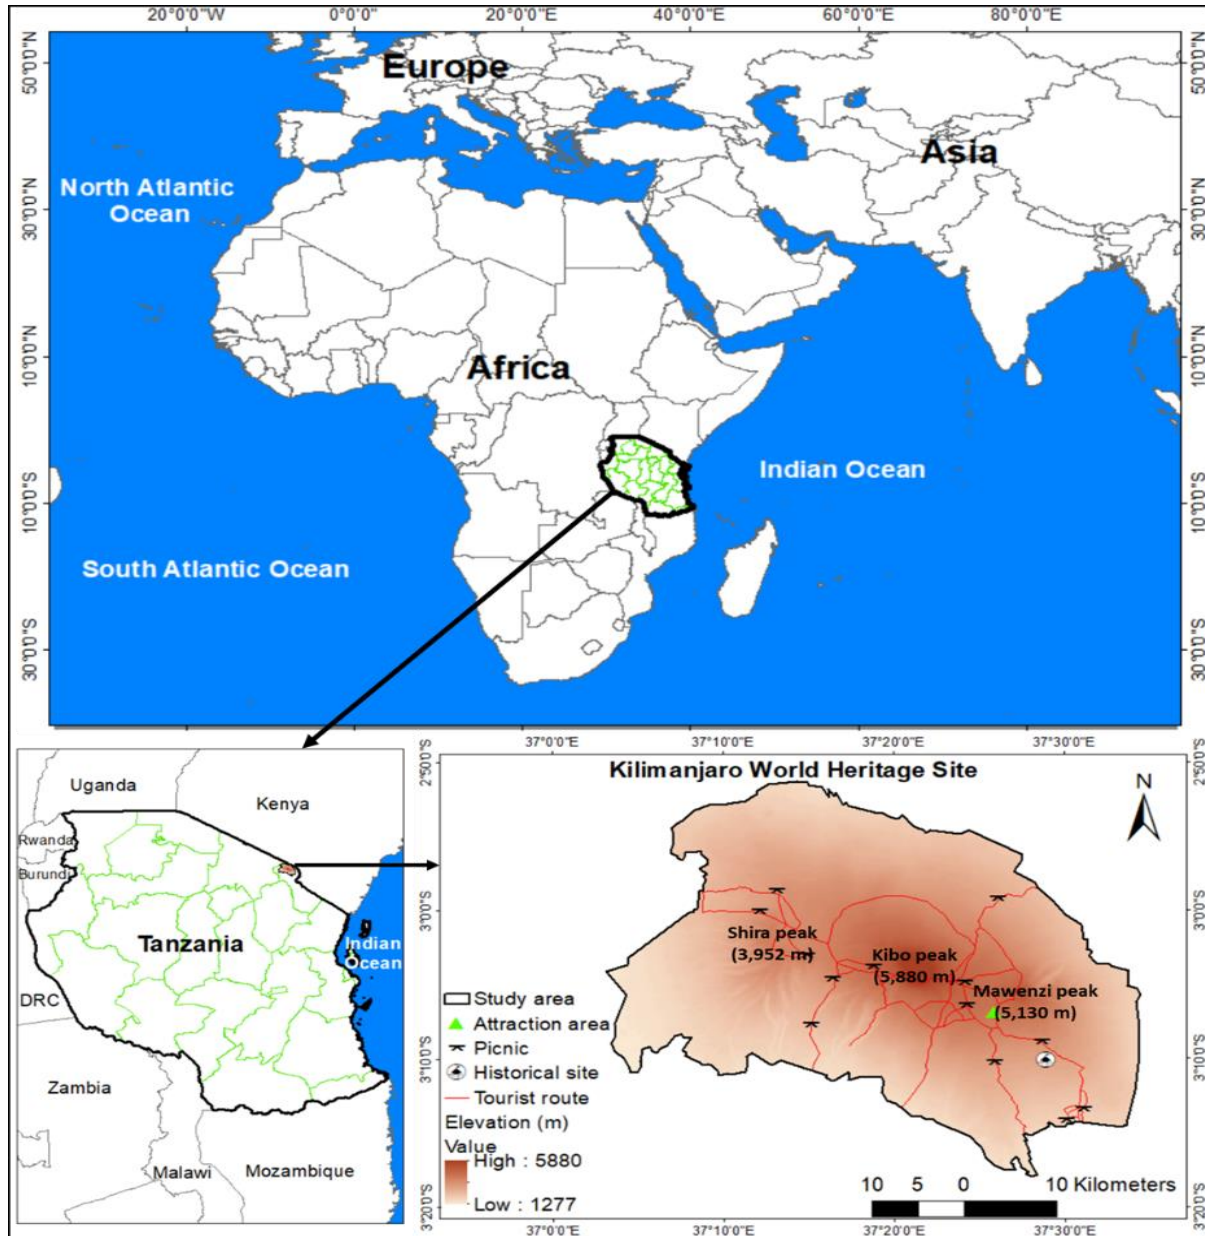 20°0'0"W
0°0'0"
20°0'0"E
40°0'0"E
60°0'0"E
80°0'0"E
50°0'0"N
50°0'0"N
Europe
Asia
North Atlantic
Ocean
30°0'0"N
30°0'0"N
10°0'0"N
10°0'0"N
Africa
Indian Ocean
10°0'0"S
10°0'0"S
South Atlantic Ocean
30°0'0"S
30°0'0"S
Uganda
Kenya
Rwanda
Burundi
Tanzania
Indian
Ocean
DRC
Zambia
Malawi
Mozambique
37°0'0"E
37°10'0"E
37°20'0"E
37°30'0"E
2°50'0"S
2°50'0"S
Kilimanjaro World Heritage Site
N
3°0'0"S
3°0'0"S
Shira peak
(3,952 m)
Kibo peak
(5,880 m)
Mawenzi peak
(5,130 m)
3°10'0"S
3°10'0"S
Study area
Attraction area
Picnic
Historical site
Tourist route
Elevation (m)
Value
High : 5880
Low : 1277
10 5 0 10 Kilometers
3°20'0"S
3°20'0"S
37°0'0"E
37°10'0"E
37°20'0"E
37°30'0"E